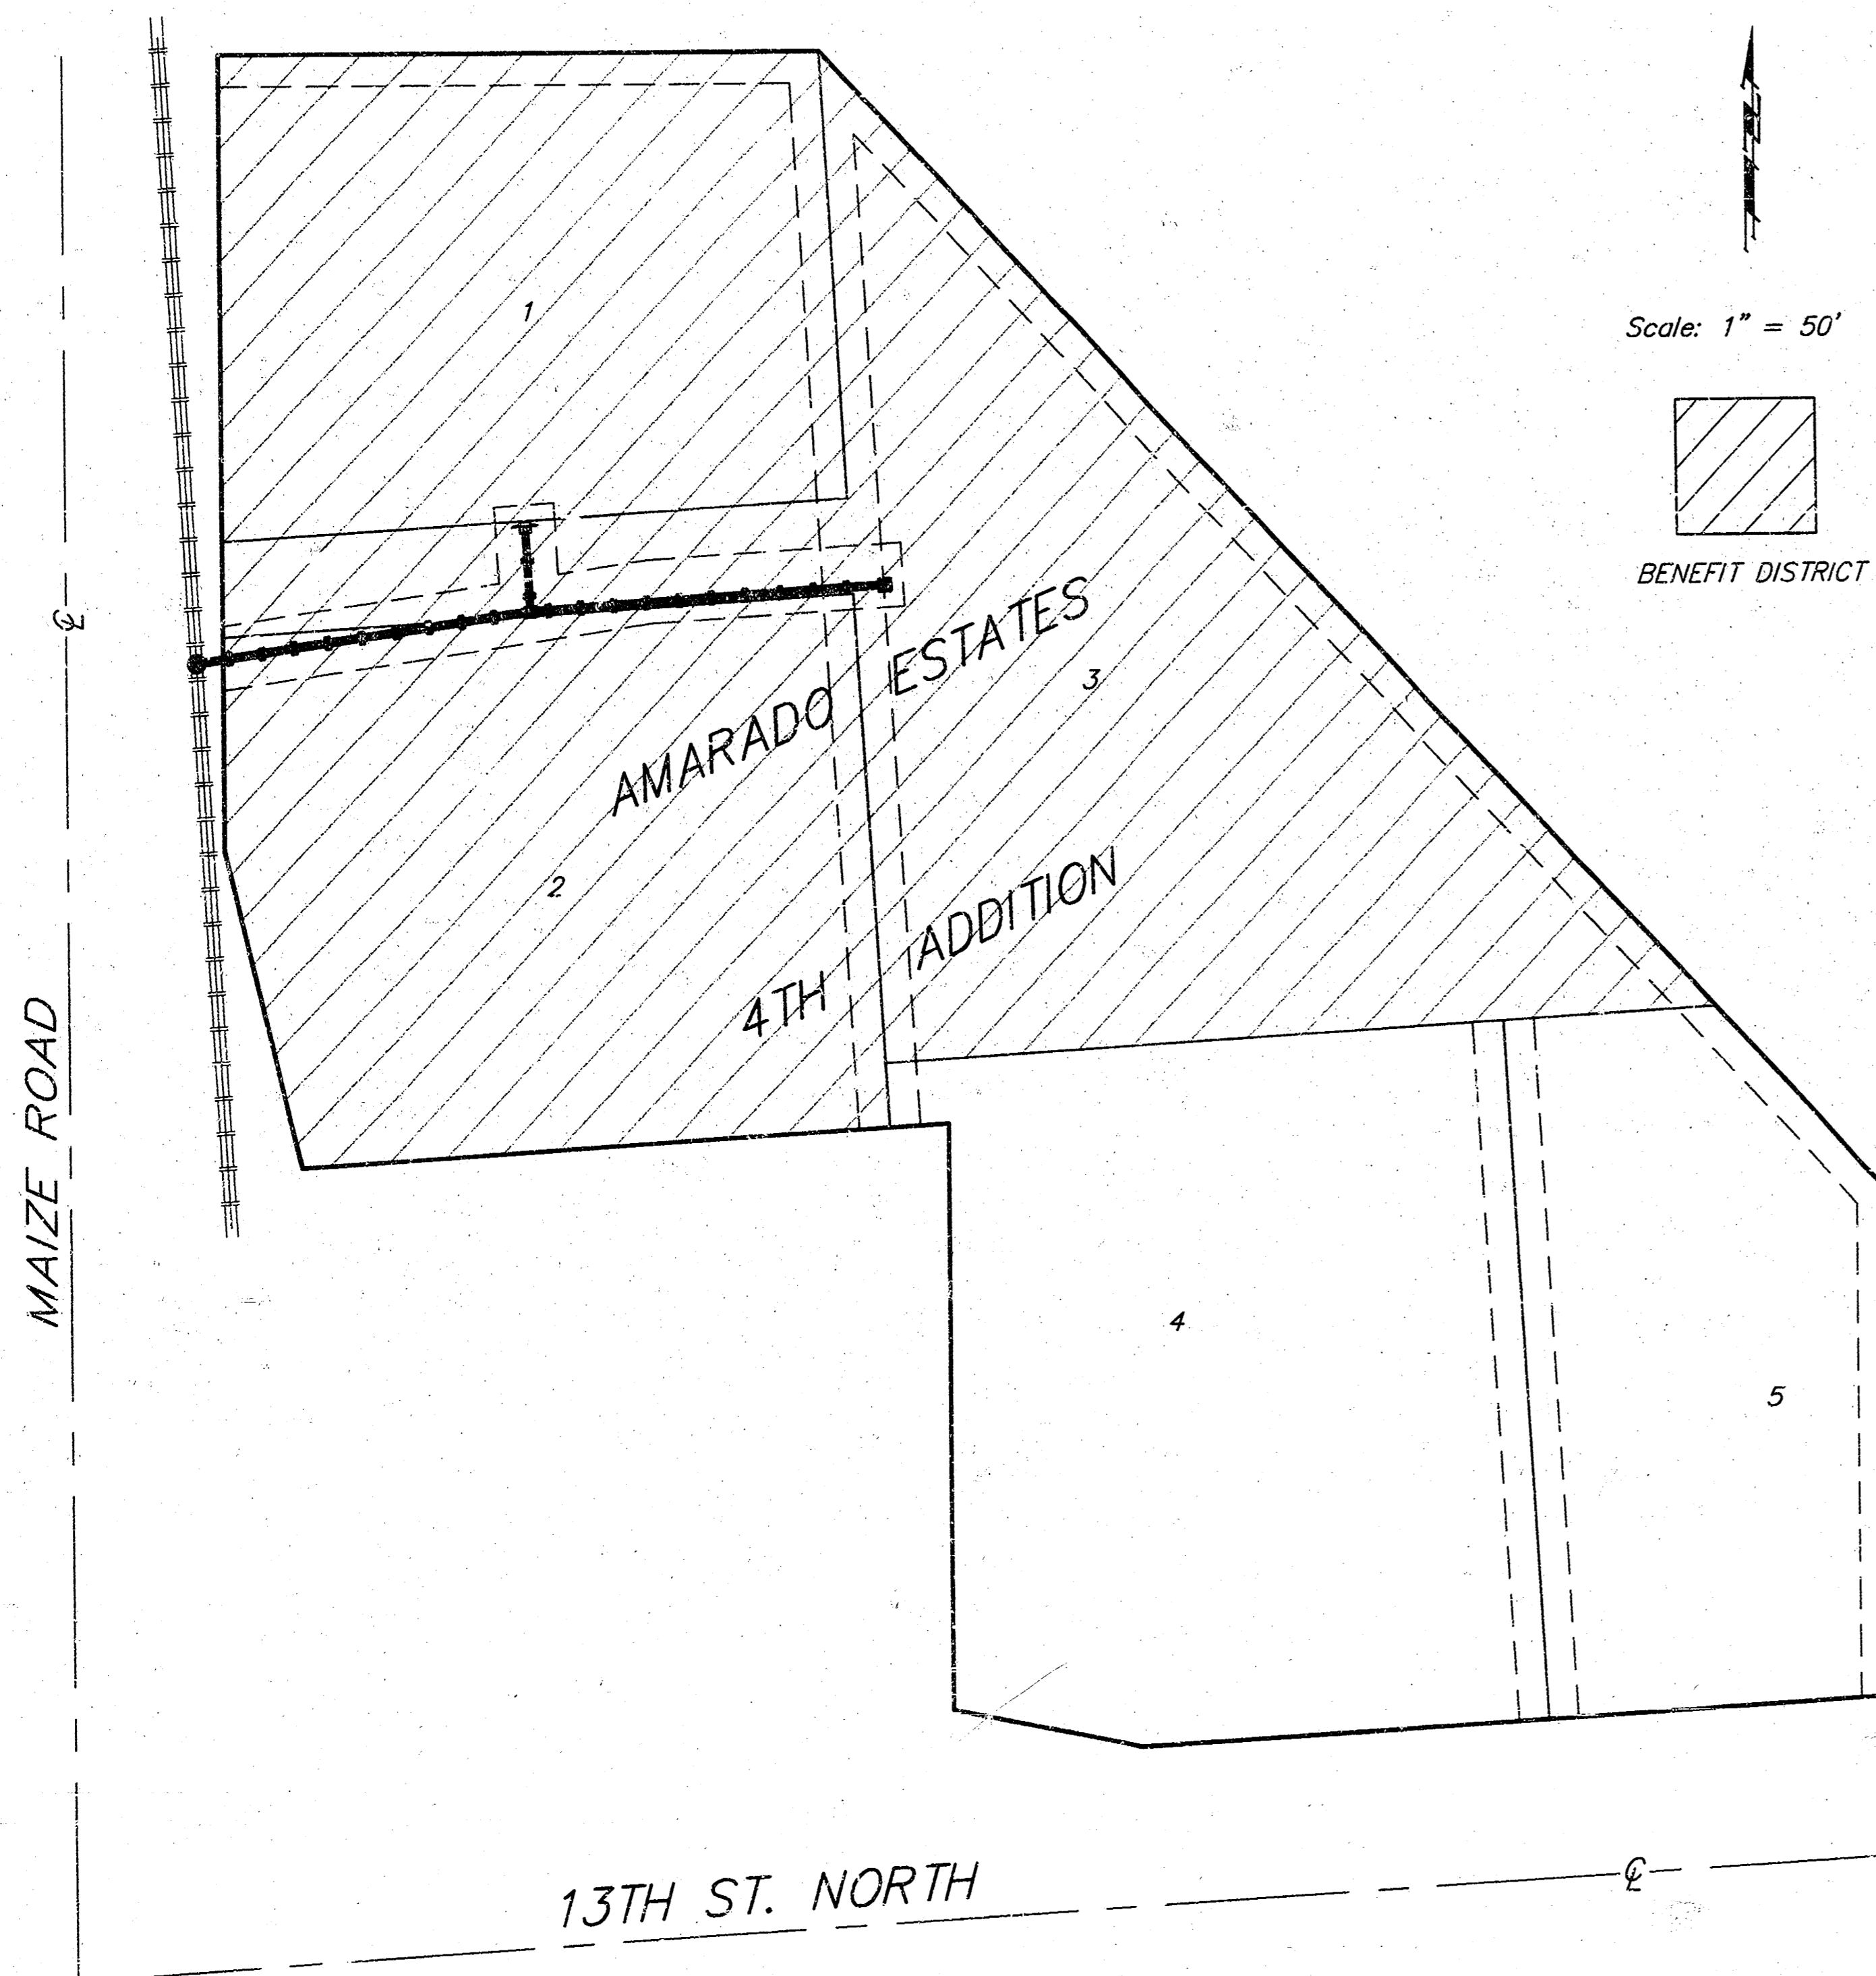 Scale: 1" = 50'
BENEFIT DISTRICT
1
℄
AMARADO ESTATES
3
2
4TH ADDITION
MAIZE ROAD
4
5
13TH ST. NORTH
℄